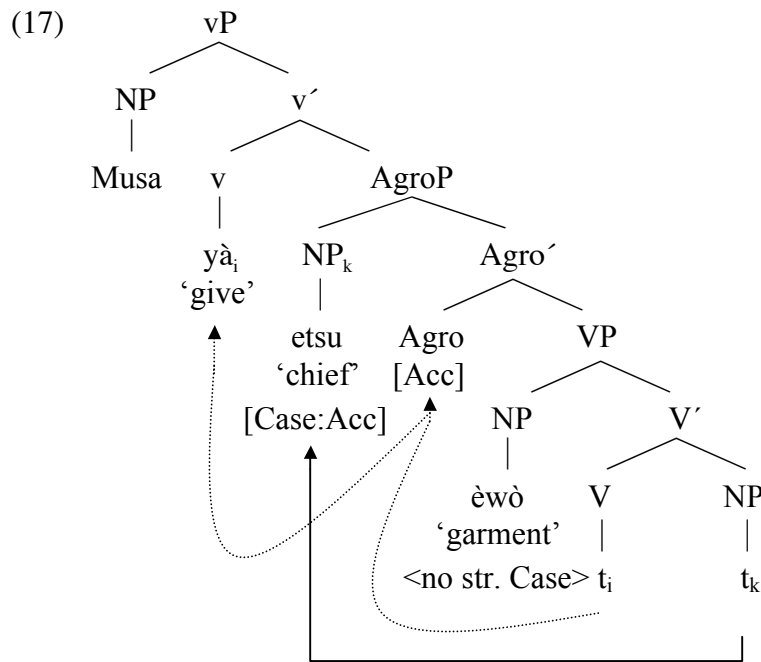 (17) vP
NP v´
Musa v AgroP
yàᵢ NPₖ Agro´
‘give’
etsu Agro VP
‘chief’ [Acc]
[Case:Acc] NP V´
èwò V NP
‘garment’
<no str. Case> tᵢ tₖ